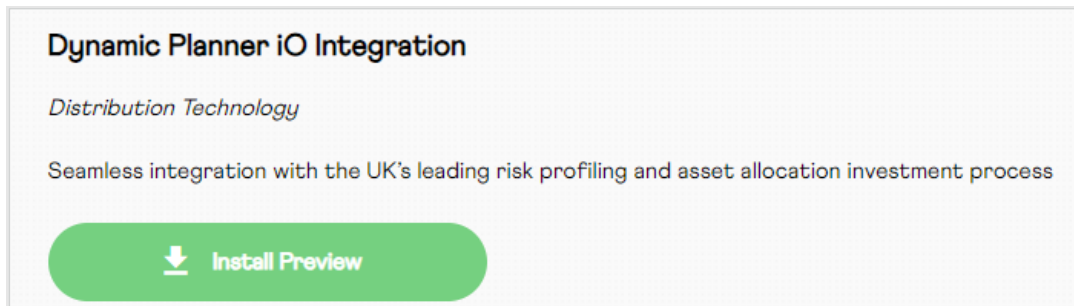 Dynamic Planner iO Integration
Distribution Technology
Seamless integration with the UK's leading risk profiling and asset allocation investment process
Install Preview